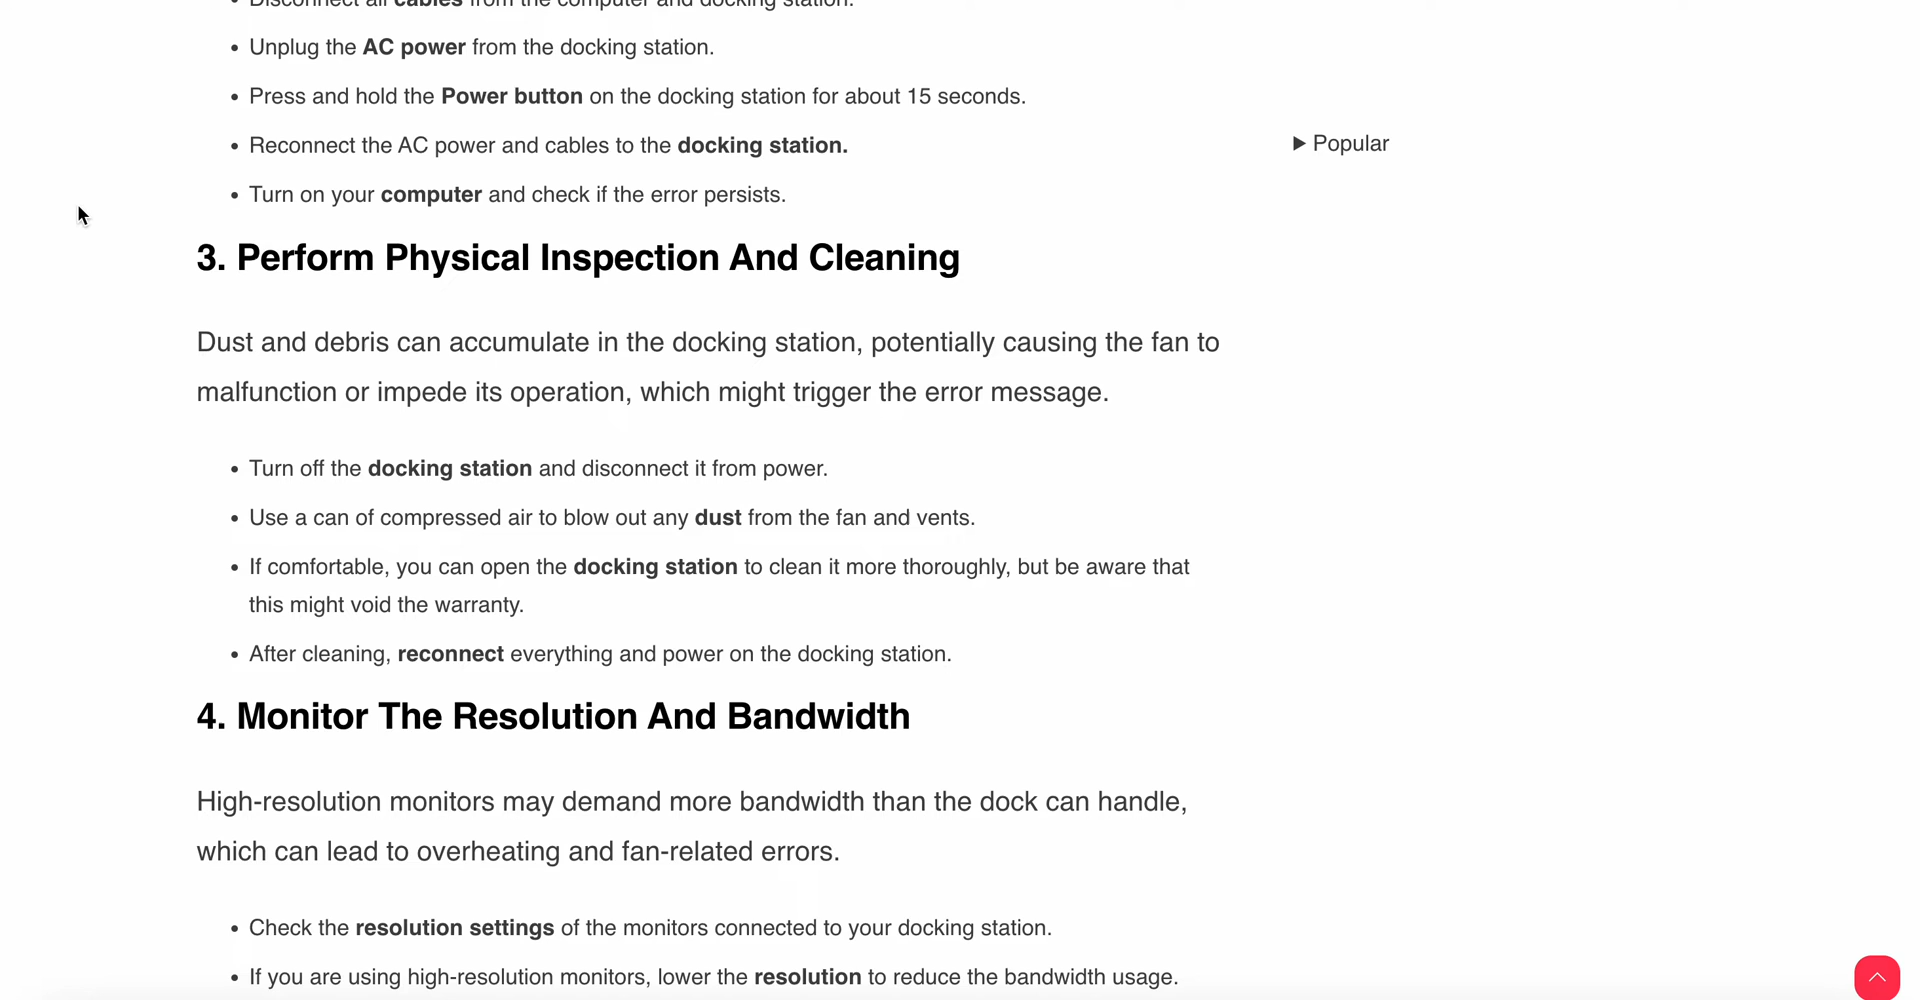 Disconnect all cables from the computer and docking station.
Unplug the AC power from the docking station.
Press and hold the Power button on the docking station for about 15 seconds.
Reconnect the AC power and cables to the docking station.
Popular
Turn on your computer and check if the error persists.
3. Perform Physical Inspection And Cleaning
Dust and debris can accumulate in the docking station, potentially causing the fan to
malfunction or impede its operation, which might trigger the error message.
Turn off the docking station and disconnect it from power.
Use a can of compressed air to blow out any dust from the fan and vents.
If comfortable, you can open the docking station to clean it more thoroughly, but be aware that
this might void the warranty.
After cleaning, reconnect everything and power on the docking station.
4. Monitor The Resolution And Bandwidth
High-resolution monitors may demand more bandwidth than the dock can handle,
which can lead to overheating and fan-related errors.
Check the resolution settings of the monitors connected to your docking station.
If you are using high-resolution monitors, lower the resolution to reduce the bandwidth usage.